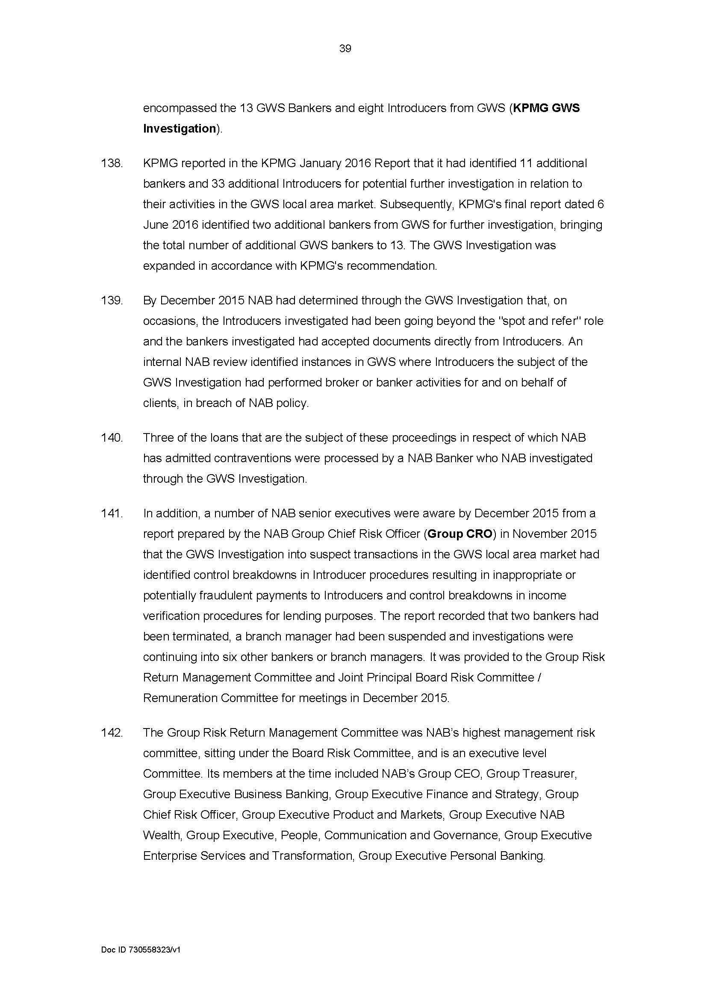 39
encompassed the 13 GWS Bankers and eight Introducers from GWS (KPMG GWS
Investigation).
138. KPMG reported in the KPMG January 2016 Report that it had identified 11 additional
bankers and 33 additional Introducers for potential further investigation in relation to
their activities in the GWS local area market. Subsequently, KPMG's final report dated 6
June 2016 identified two additional bankers from GWS for further investigation, bringing
the total number of additional GWS bankers to 13. The GWS Investigation was
expanded in accordance with KPMG's recommendation.
139. By December 2015 NAB had determined through the GWS Investigation that, on
occasions, the Introducers investigated had been going beyond the "spot and refer" role
and the bankers investigated had accepted documents directly from Introducers. An
internal NAB review identified instances in GWS where Introducers the subject of the
GWS Investigation had performed broker or banker activities for and on behalf of
clients, in breach of NAB policy.
140. Three of the loans that are the subject of these proceedings in respect of which NAB
has admitted contraventions were processed by a NAB Banker who NAB investigated
through the GWS Investigation.
141. In addition, a number of NAB senior executives were aware by December 2015 from a
report prepared by the NAB Group Chief Risk Officer (Group CRO) in November 2015
that the GWS Investigation into suspect transactions in the GWS local area market had
identified control breakdowns in Introducer procedures resulting in inappropriate or
potentially fraudulent payments to Introducers and control breakdowns in income
verification procedures for lending purposes. The report recorded that two bankers had
been terminated, a branch manager had been suspended and investigations were
continuing into six other bankers or branch managers. It was provided to the Group Risk
Return Management Committee and Joint Principal Board Risk Committee /
Remuneration Committee for meetings in December 2015.
142. The Group Risk Return Management Committee was NAB’s highest management risk
committee, sitting under the Board Risk Committee, and is an executive level
Committee. Its members at the time included NAB’s Group CEO, Group Treasurer,
Group Executive Business Banking, Group Executive Finance and Strategy, Group
Chief Risk Officer, Group Executive Product and Markets, Group Executive NAB
Wealth, Group Executive, People, Communication and Governance, Group Executive
Enterprise Services and Transformation, Group Executive Personal Banking.
Doc ID 730558323/v1